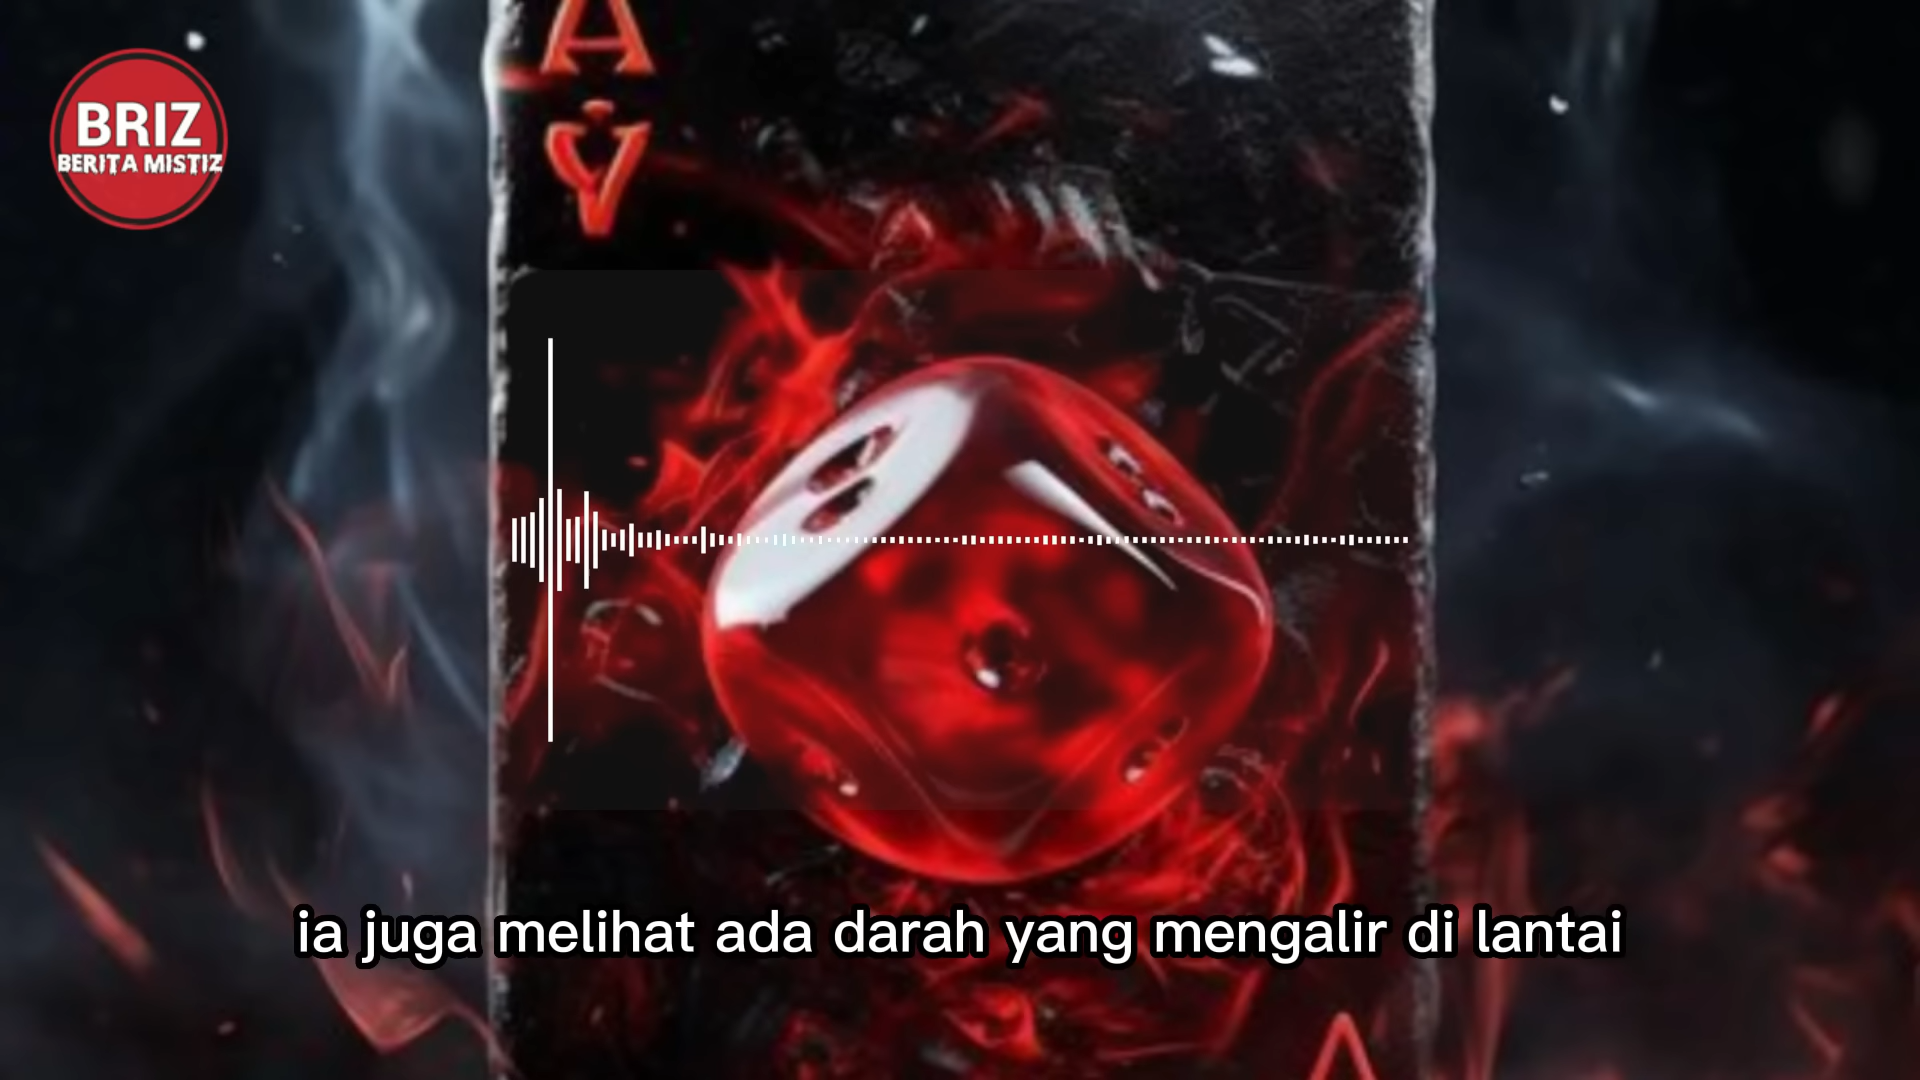 A
BRIZ
BERITA MISTIZ
ia juga melihat ada darah yang mengalir di lantai